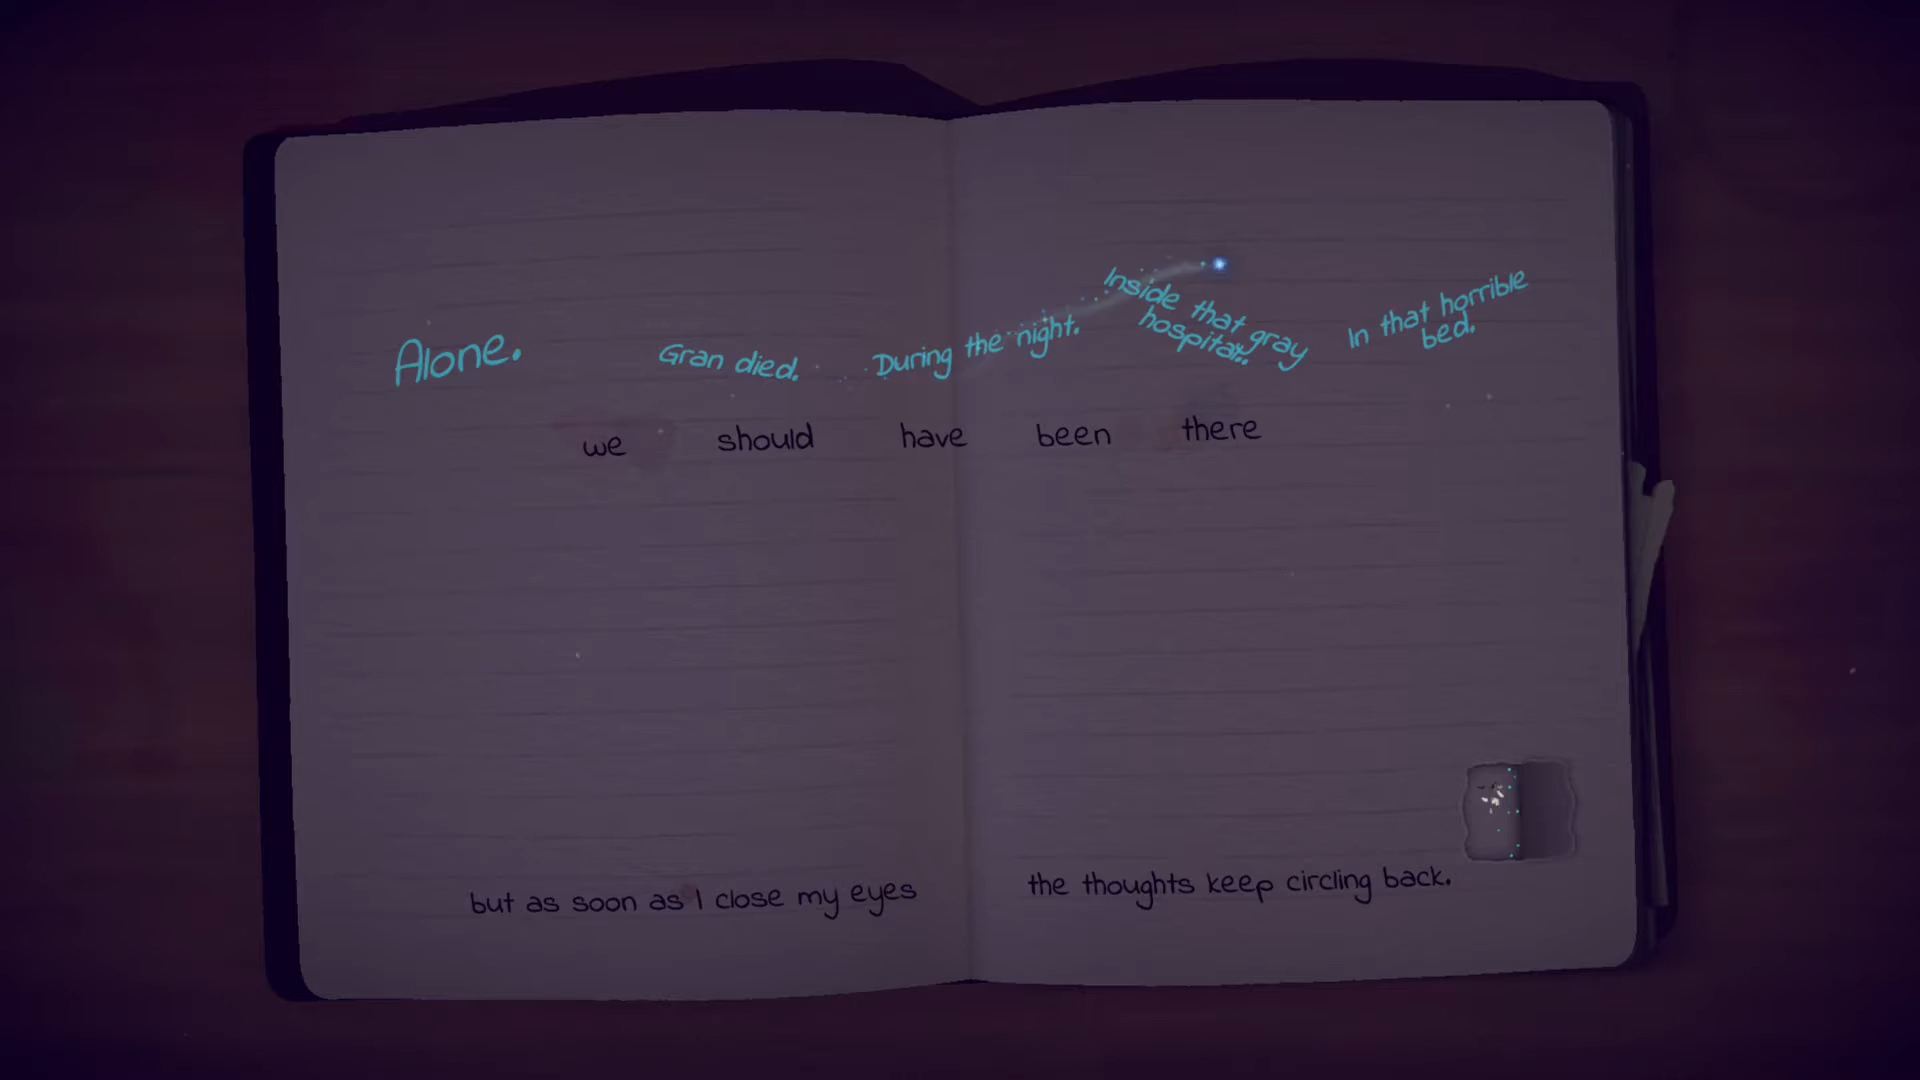 Alone.
Gran died.
During the night.
Inside that gray
hospital..
In that horrible
bed.
we should have been there
but as soon as I close my eyes
the thoughts keep circling back.